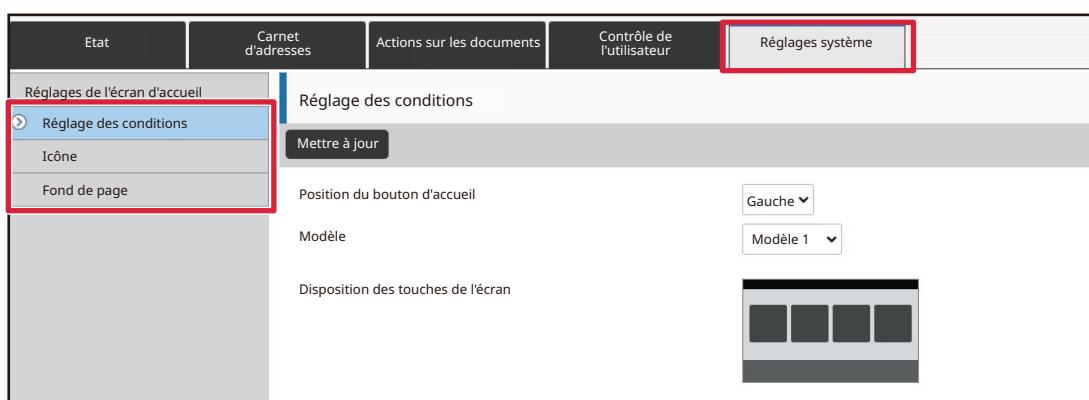 Etat
Carnet
d'adresses
Actions sur les documents
Contrôle de
l'utilisateur
Réglages système
Réglages de l'écran d'accueil
Réglage des conditions
Icône
Fond de page
Réglage des conditions
Mettre à jour
Position du bouton d'accueil
Gauche
Modèle
Modèle 1
Disposition des touches de l'écran